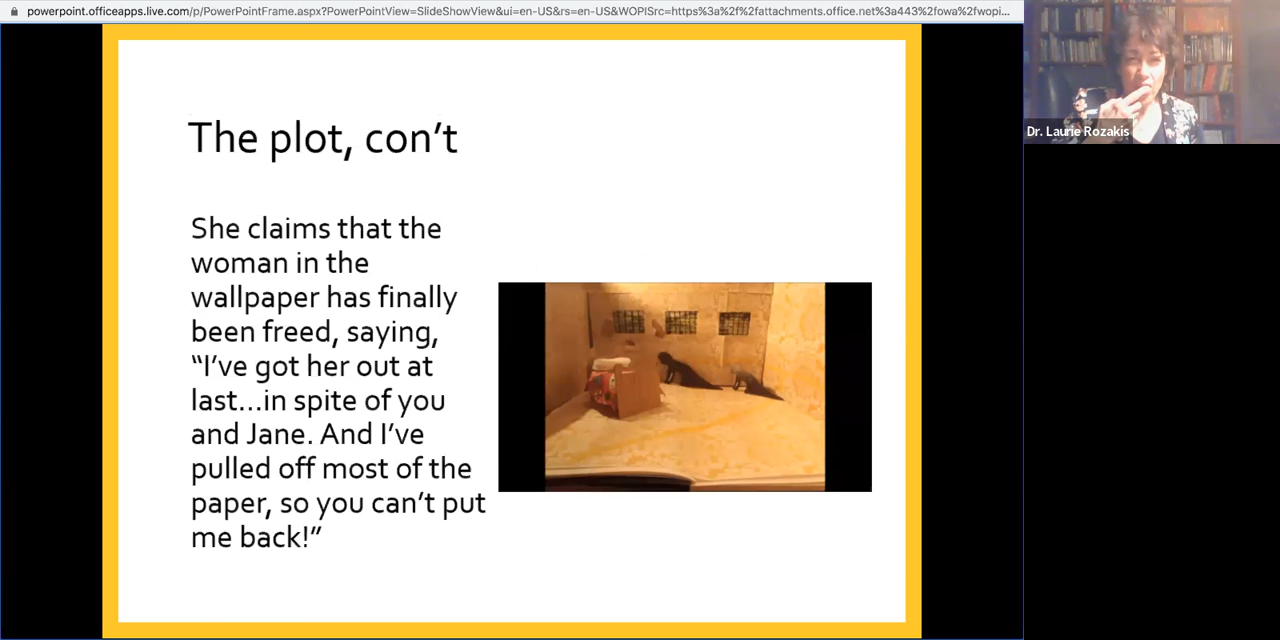 powerpoint.officeapps.live.com/p/PowerPointFrame.aspx?PowerPointView=SlideShowView&ui=en-US&rs=en-US&WOPISrc=https%3a%2f%2fattachments.office.net%3a443%2fowa%2fwopi...
Dr. Laurie Rozakis
The plot, con’t
She claims that the
woman in the
wallpaper has finally
been freed, saying,
“I’ve got her out at
last...in spite of you
and Jane. And I’ve
pulled off most of the
paper, so you can’t put
me back!”